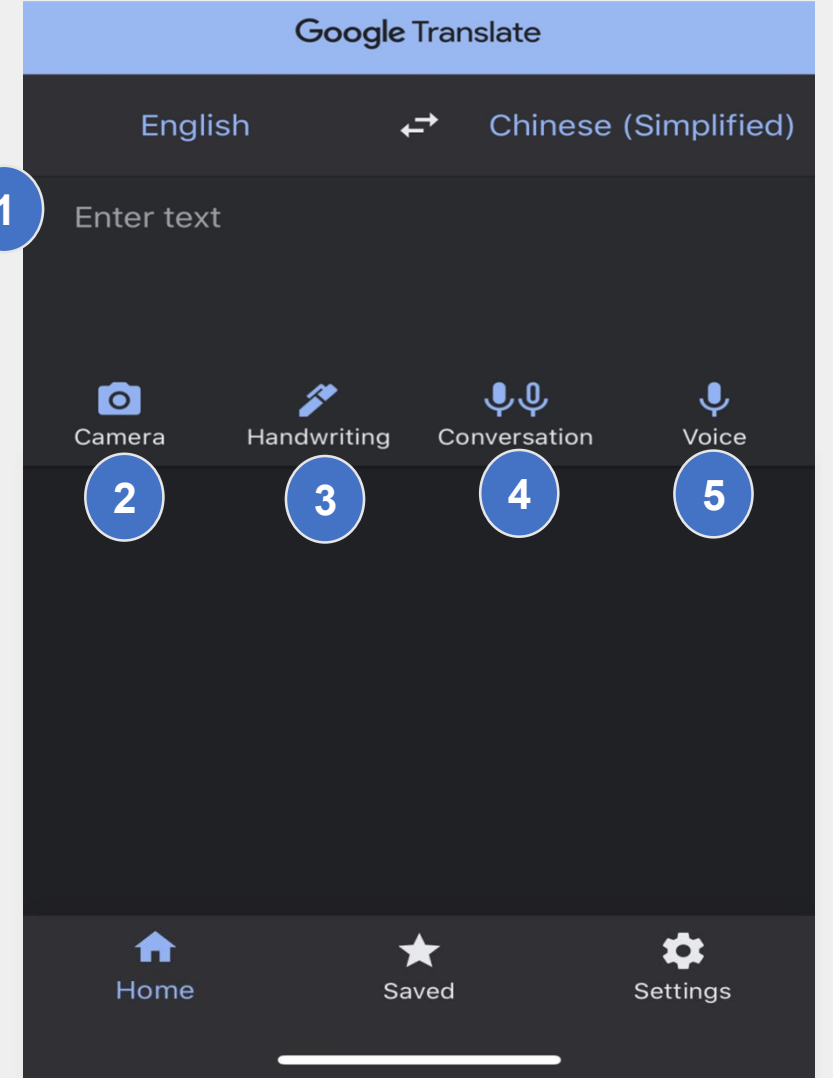 Google Translate
English Chinese (Simplified)
1
Enter text
Camera Handwriting Conversation Voice
2 3 4 5
Home Saved Settings